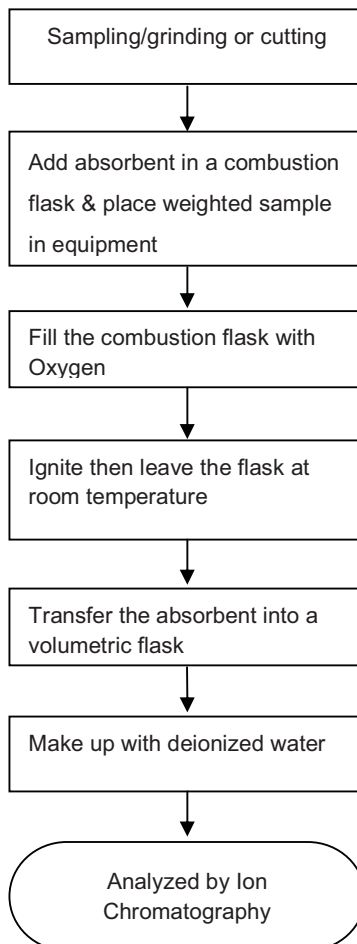 Sampling/grinding or cutting
Add absorbent in a combustion
flask & place weighted sample
in equipment
Fill the combustion flask with
Oxygen
Ignite then leave the flask at
room temperature
Transfer the absorbent into a
volumetric flask
Make up with deionized water
Analyzed by Ion
Chromatography